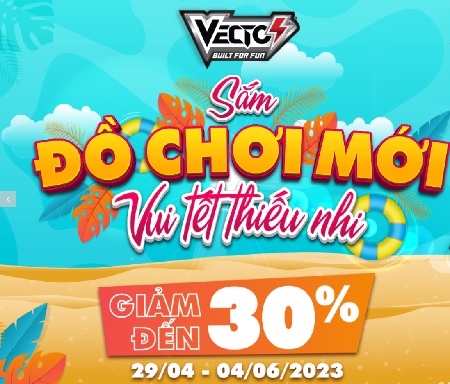 VECTO
BUILT FOR FUN
Sắm
ĐỒ CHƠI MỚI
Vui tết thiếu nhi
GIẢM
ĐẾN
30%
29/04 - 04/06/2023